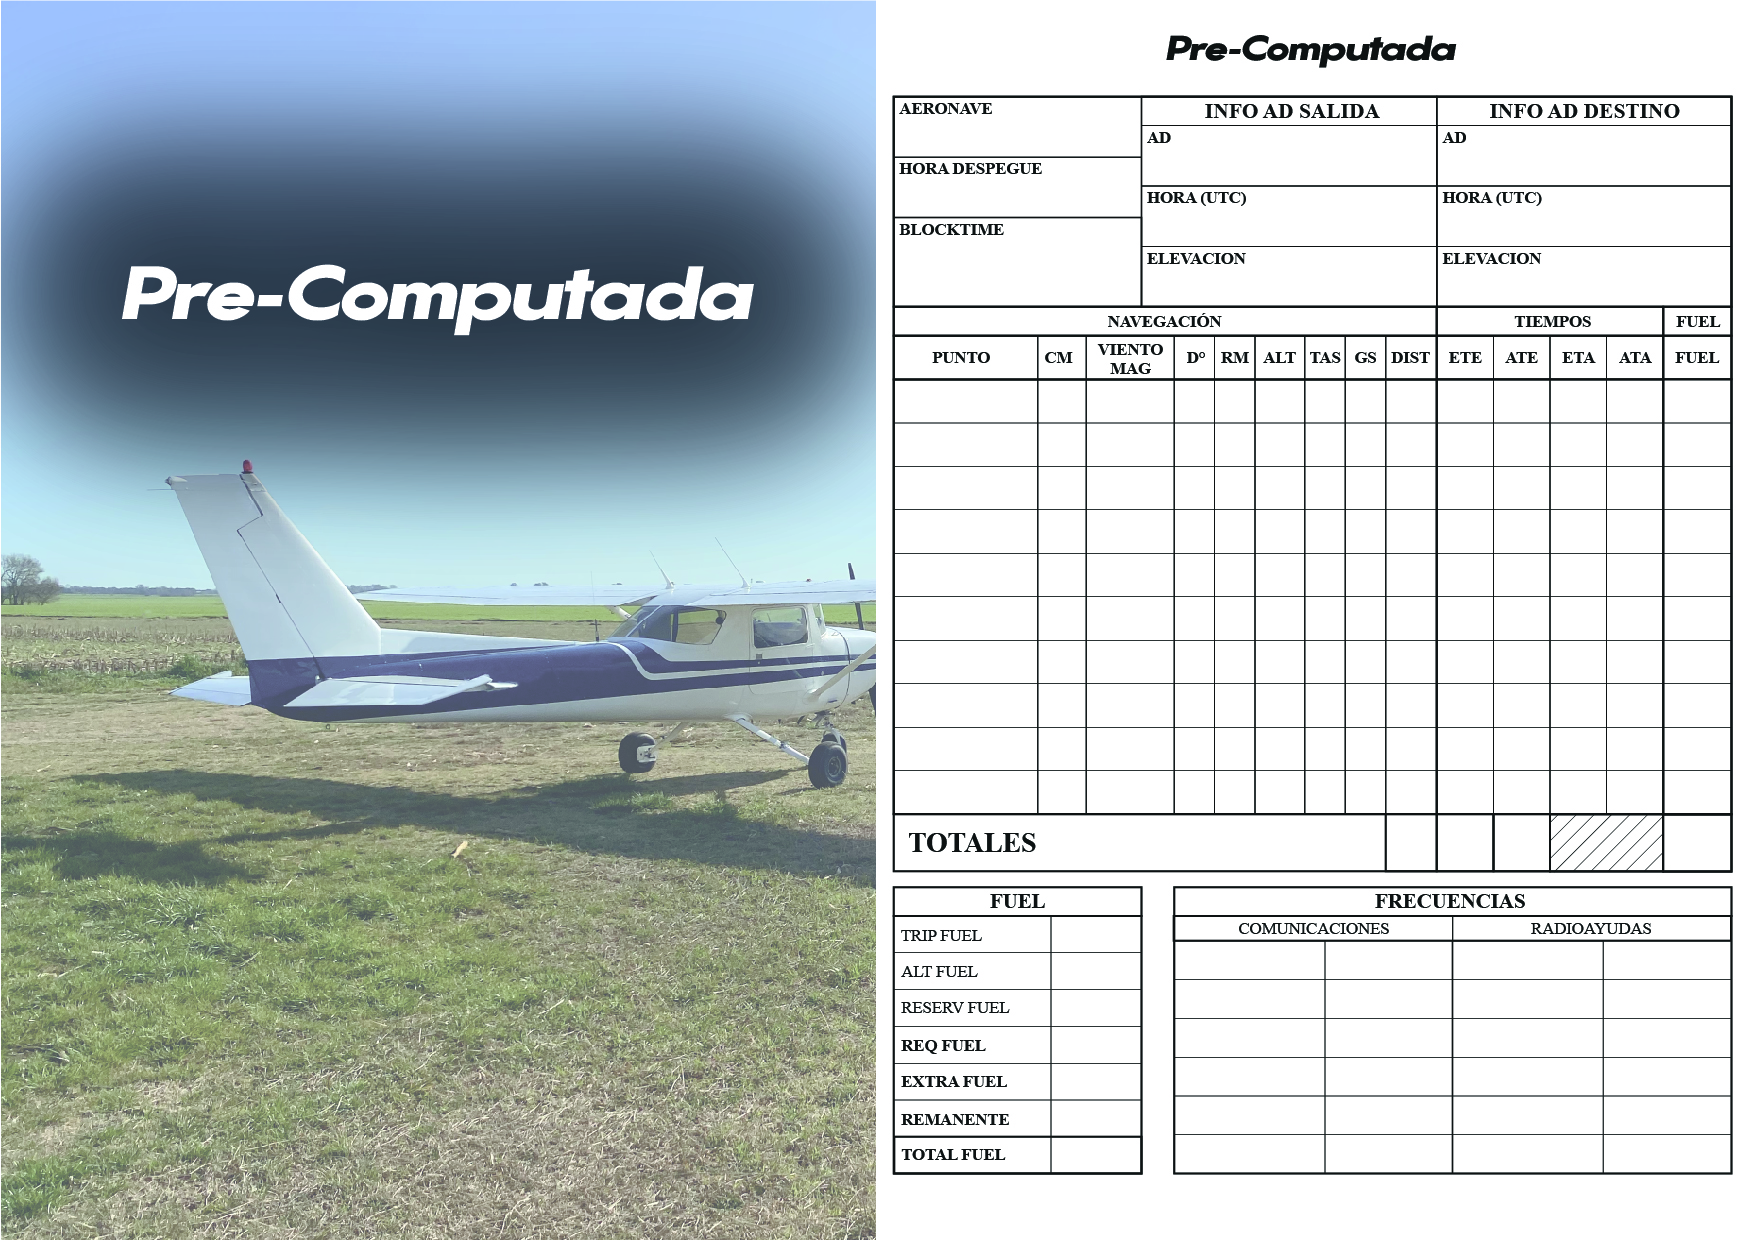 Pre-Computada
Pre-Computada
AERONAVE
HORA DESPEGUE
BLOCKTIME
INFO AD SALIDA
AD
HORA (UTC)
ELEVACION
INFO AD DESTINO
AD
HORA (UTC)
ELEVACION
NAVEGACIÓN TIEMPOS FUEL
PUNTO CM VIENTO MAG D° RM ALT TAS GS DIST ETE ATE ETA ATA FUEL
TOTALES
FUEL
TRIP FUEL
ALT FUEL
RESERV FUEL
REQ FUEL
EXTRA FUEL
REMANENTE
TOTAL FUEL
FRECUENCIAS
COMUNICACIONES RADIOAYUDAS